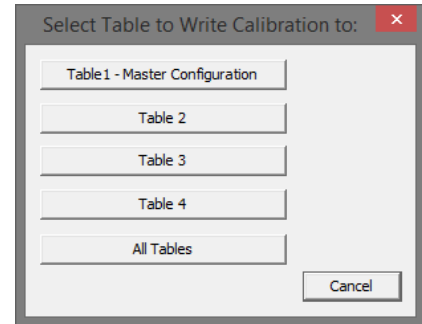 Select Table to Write Calibration to:
Table1 - Master Configuration
Table 2
Table 3
Table 4
All Tables
Cancel